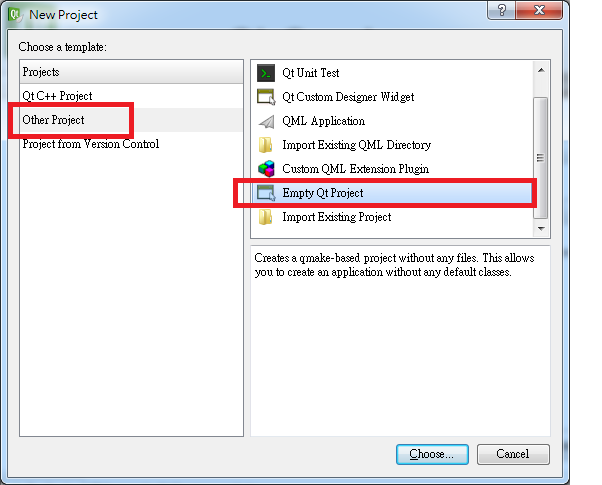 New Project
Choose a template:
Projects
Qt C++ Project
Other Project
Project from Version Control
Qt Unit Test
Qt Custom Designer Widget
QML Application
Import Existing QML Directory
Custom QML Extension Plugin
Empty Qt Project
Import Existing Project
Creates a qmake-based project without any files. This allows
you to create an application without any default classes.
Choose...
Cancel